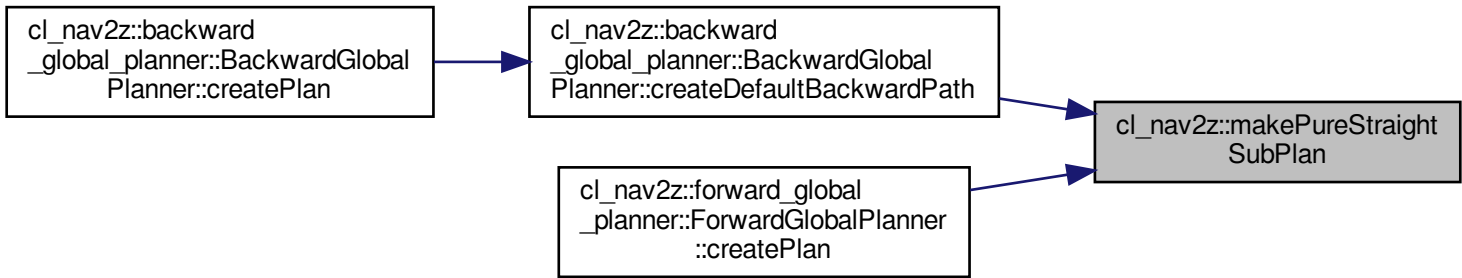 cl_nav2z::backward
_global_planner::BackwardGlobal
Planner::createPlan
cl_nav2z::backward
_global_planner::BackwardGlobal
Planner::createDefaultBackwardPath
cl_nav2z::makePureStraight
SubPlan
cl_nav2z::forward_global
_planner::ForwardGlobalPlanner
::createPlan